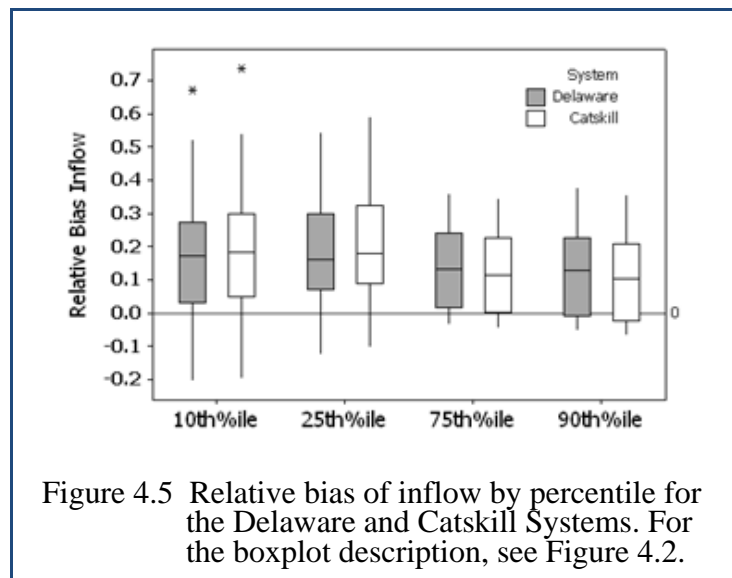 System
Delaware
Catskill
Relative Bias Inflow
0.7
0.6
0.5
0.4
0.3
0.2
0.1
0.0
-0.1
-0.2
0
10th%ile
25th%ile
75th%ile
90th%ile
Figure 4.5 Relative bias of inflow by percentile for
the Delaware and Catskill Systems. For
the boxplot description, see Figure 4.2.